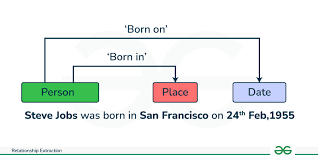 ‘Born on’
‘Born in’
Person Place Date
Steve Jobs was born in San Francisco on 24th Feb,1955
Relationship Extraction